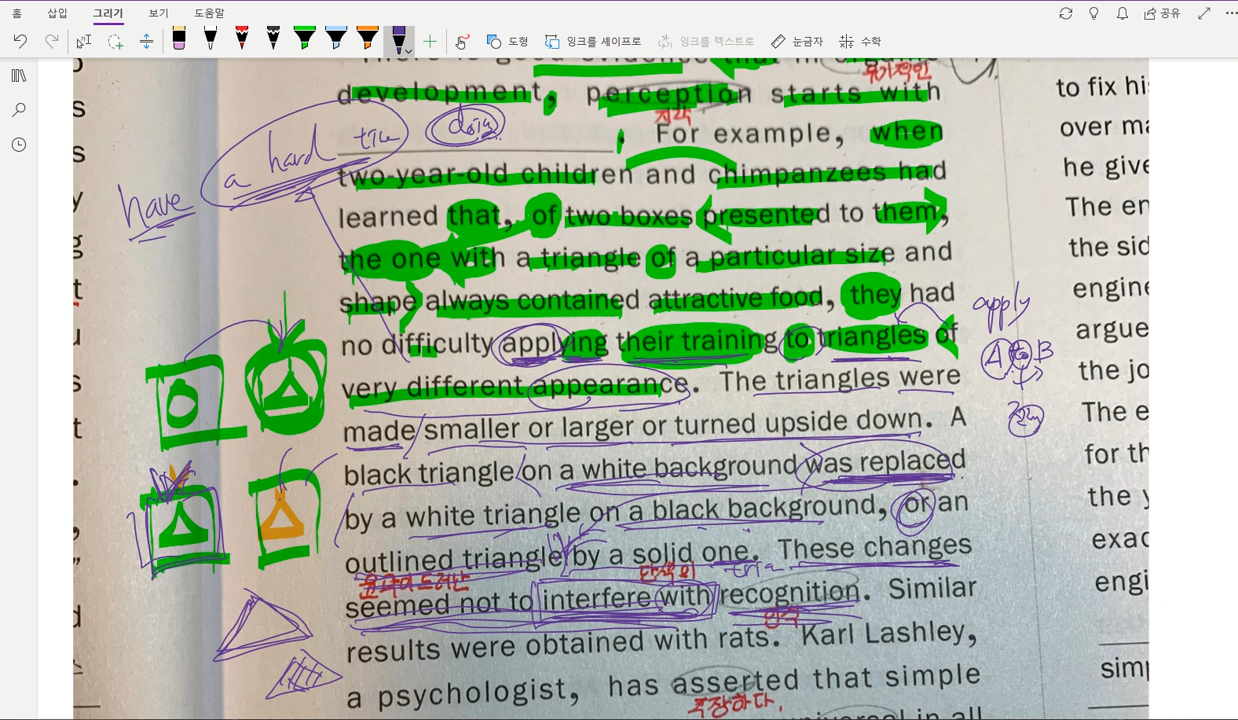 홈 삽입 그리기 보기 도움말
공유
도형 잉크를 셰이프로 잉크를 텍스트로 눈금자 수학
development, perception starts with
지각
have a hard time doing
. For example, when
two-year-old children and chimpanzees had
learned that, of two boxes presented to them,
the one with a triangle of a particular size and
shape always contained attractive food, they had
apply
no difficulty applying their training to triangles of
A to B
very different appearance. The triangles were
made smaller or larger or turned upside down. A
black triangle on a white background was replaced
by a white triangle on a black background, or an
outlined triangle by a solid one. These changes
단색의
seemed not to interfere with recognition. Similar
인식
results were obtained with rats. Karl Lashley,
a psychologist, has asserted that simple
주장하다,
to fix his
over ma
he give
The en
the sid
engine
argue
the jo
The e
for th
the y
exac
engi
simp